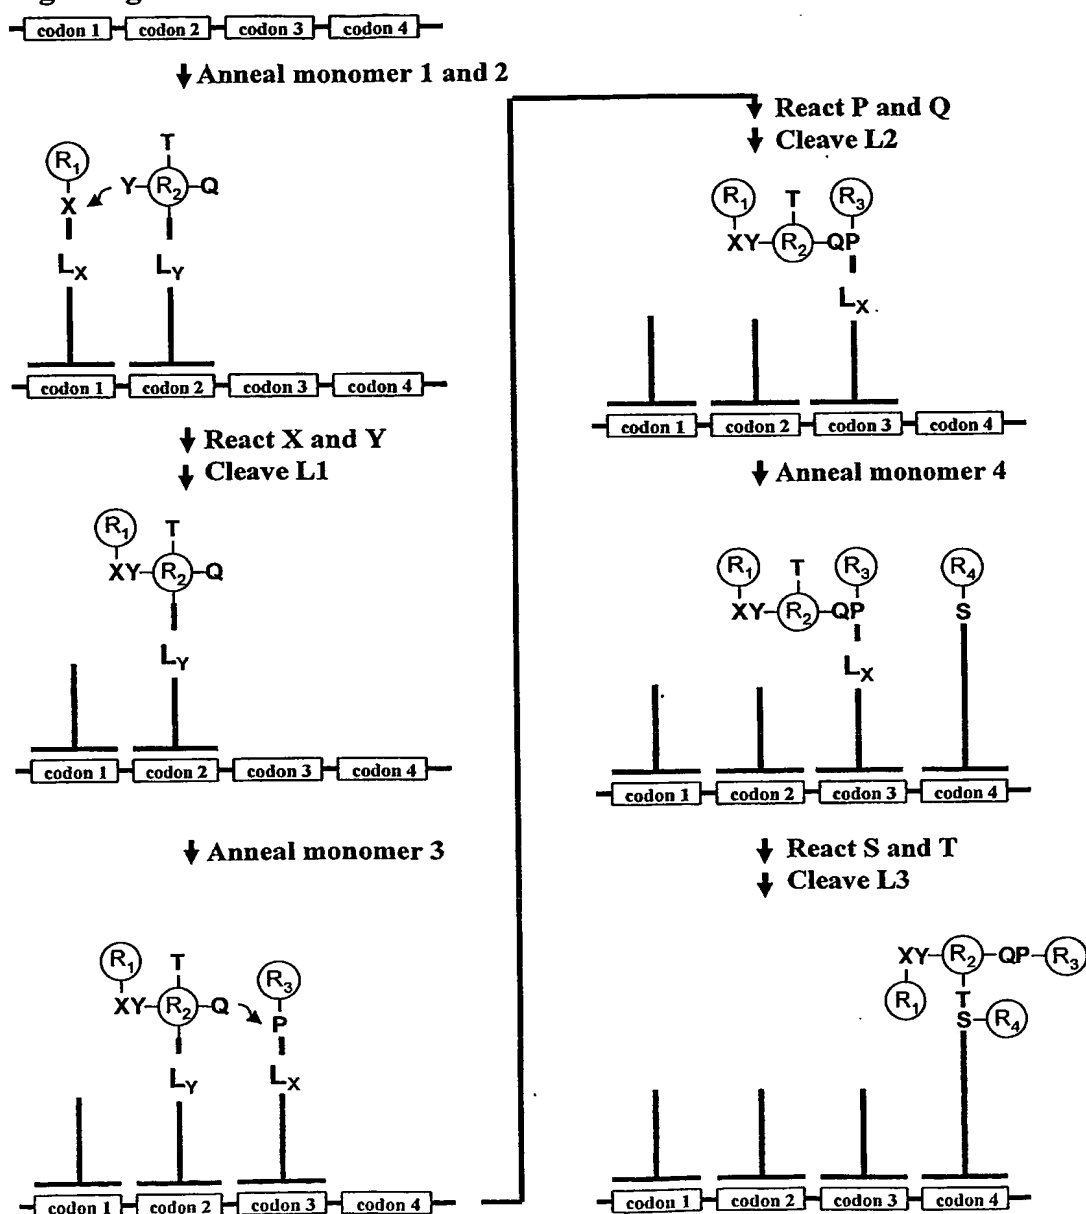 codon 1 codon 2 codon 3 codon 4
Anneal monomer 1 and 2
T
R1
Y R2 Q
X
LX LY
codon 1 codon 2 codon 3 codon 4
React X and Y
Cleave L1
R1 T
XY R2 Q
LY
codon 1 codon 2 codon 3 codon 4
Anneal monomer 3
R1 T R3
XY R2 Q P
LY LX
codon 1 codon 2 codon 3 codon 4
React P and Q
Cleave L2
R1 T R3
XY R2 QP
LX
codon 1 codon 2 codon 3 codon 4
Anneal monomer 4
R1 T R3 R4
XY R2 QP S
LX
codon 1 codon 2 codon 3 codon 4
React S and T
Cleave L3
XY R2 QP R3
R1 T
S R4
codon 1 codon 2 codon 3 codon 4